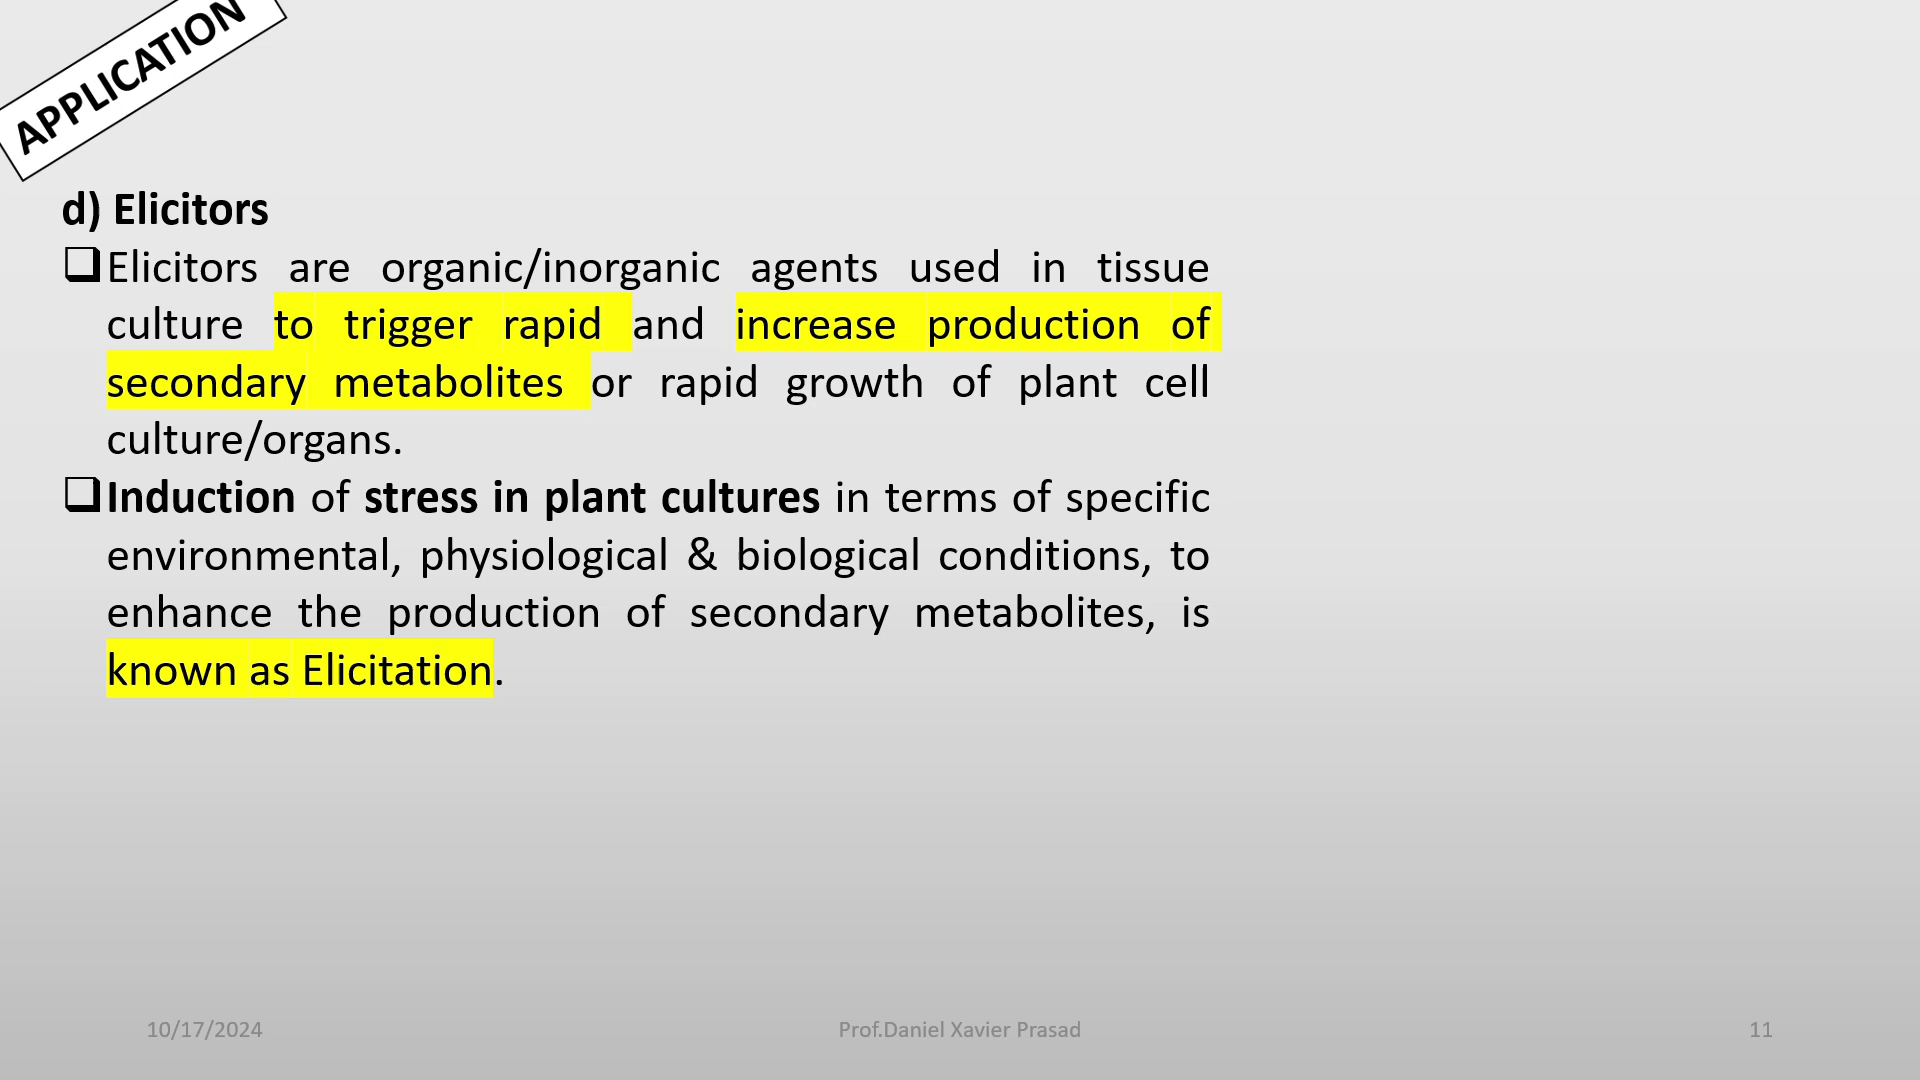 APPLICATION
d) Elicitors
❑Elicitors are organic/inorganic agents used in tissue
culture to trigger rapid and increase production of
secondary metabolites or rapid growth of plant cell
culture/organs.
❑Induction of stress in plant cultures in terms of specific
environmental, physiological & biological conditions, to
enhance the production of secondary metabolites, is
known as Elicitation.
10/17/2024
Prof.Daniel Xavier Prasad
11